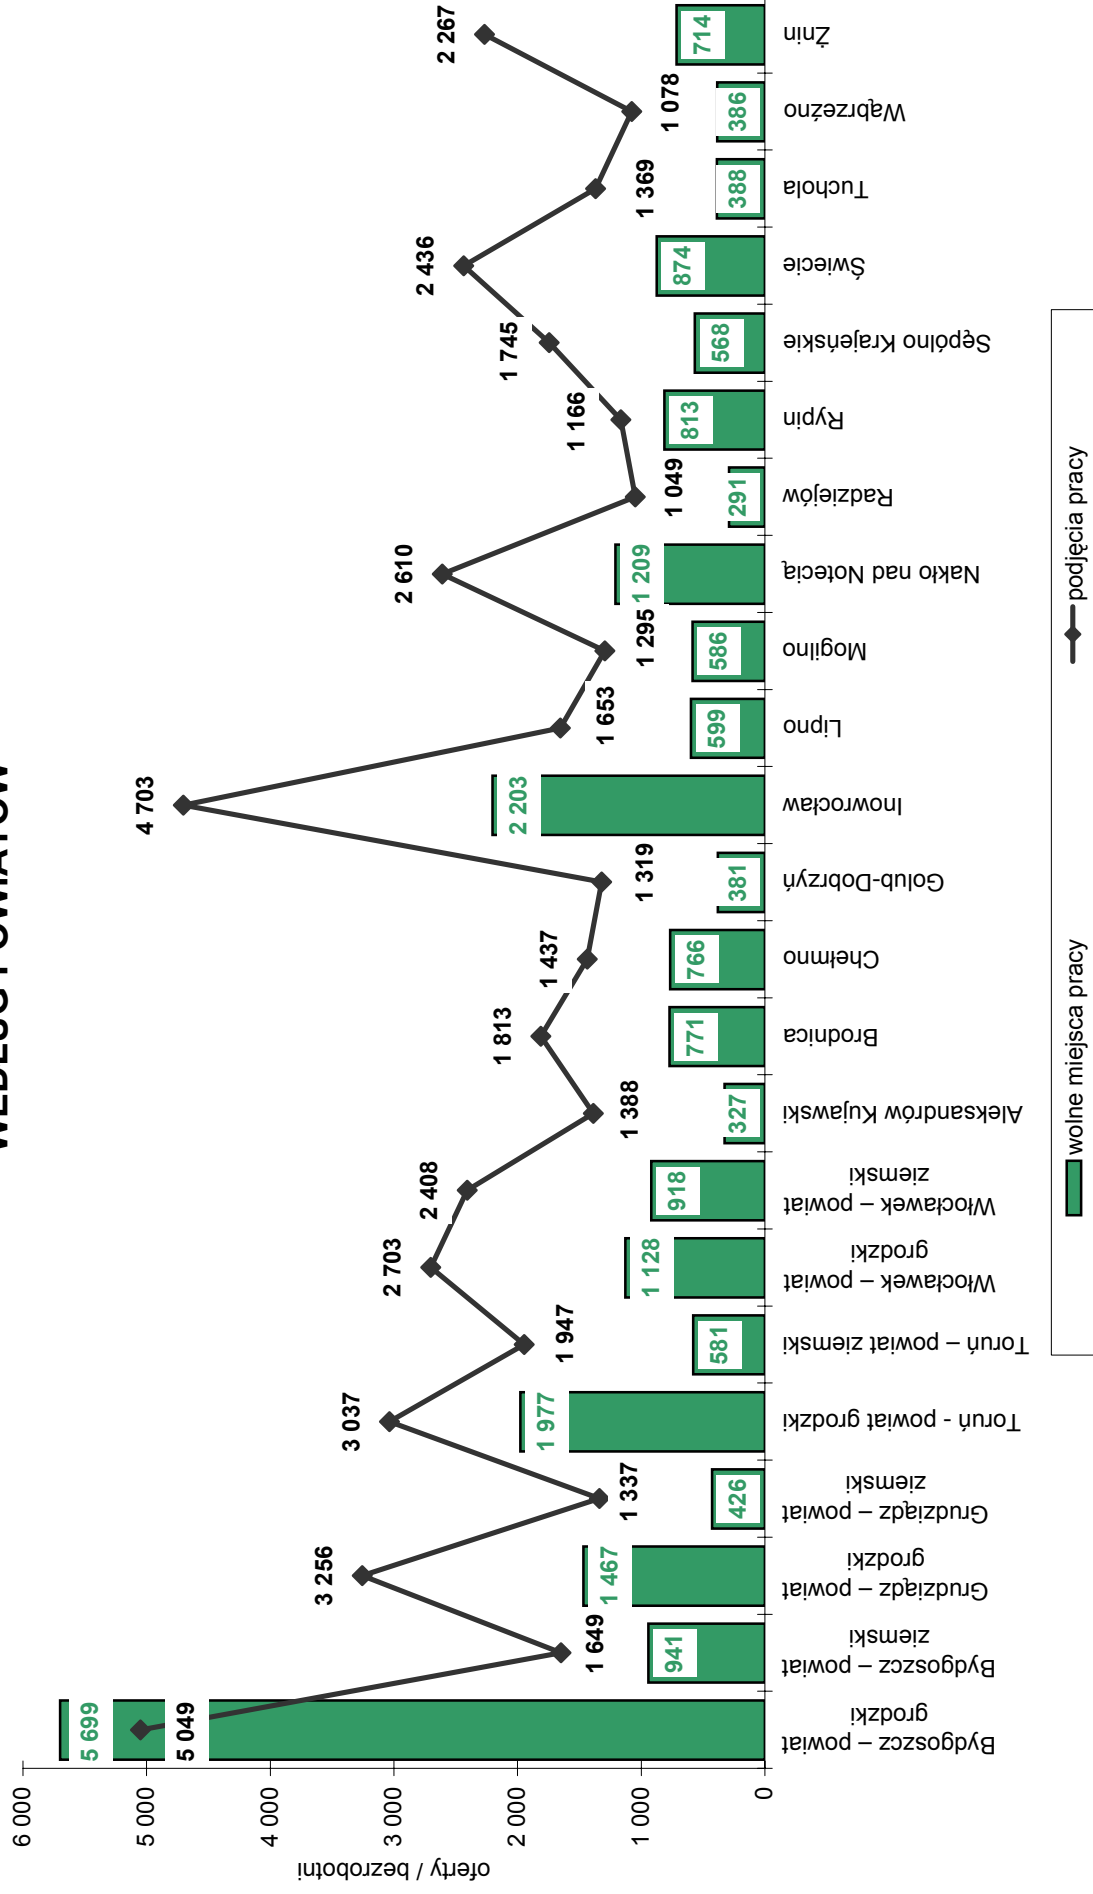 WEDŁUG POWIATÓW
oferty / bezrobotni
6 000
5 000
4 000
3 000
2 000
1 000
0
5 699
5 049
941
1 649
1 467
3 256
426
1 337
1 977
3 037
581
1 947
1 128
2 703
918
2 408
327
1 388
771
1 813
766
1 437
381
1 319
2 203
4 703
599
1 653
586
1 295
1 209
2 610
291
1 049
813
1 166
568
1 745
874
2 436
388
1 369
386
1 078
714
2 267
Bydgoszcz – powiat
grodzki
Bydgoszcz – powiat
ziemski
Grudziądz – powiat
grodzki
Grudziądz – powiat
ziemski
Toruń - powiat grodzki
Toruń – powiat ziemski
Włocławek – powiat
grodzki
Włocławek – powiat
ziemski
Aleksandrów Kujawski
Brodnica
Chełmno
Golub-Dobrzyń
Inowrocław
Lipno
Mogilno
Nakło nad Notecią
Radziejów
Rypin
Sępólno Krajeńskie
Świecie
Tuchola
Wąbrzeźno
Żnin
wolne miejsca pracy
podjęcia pracy